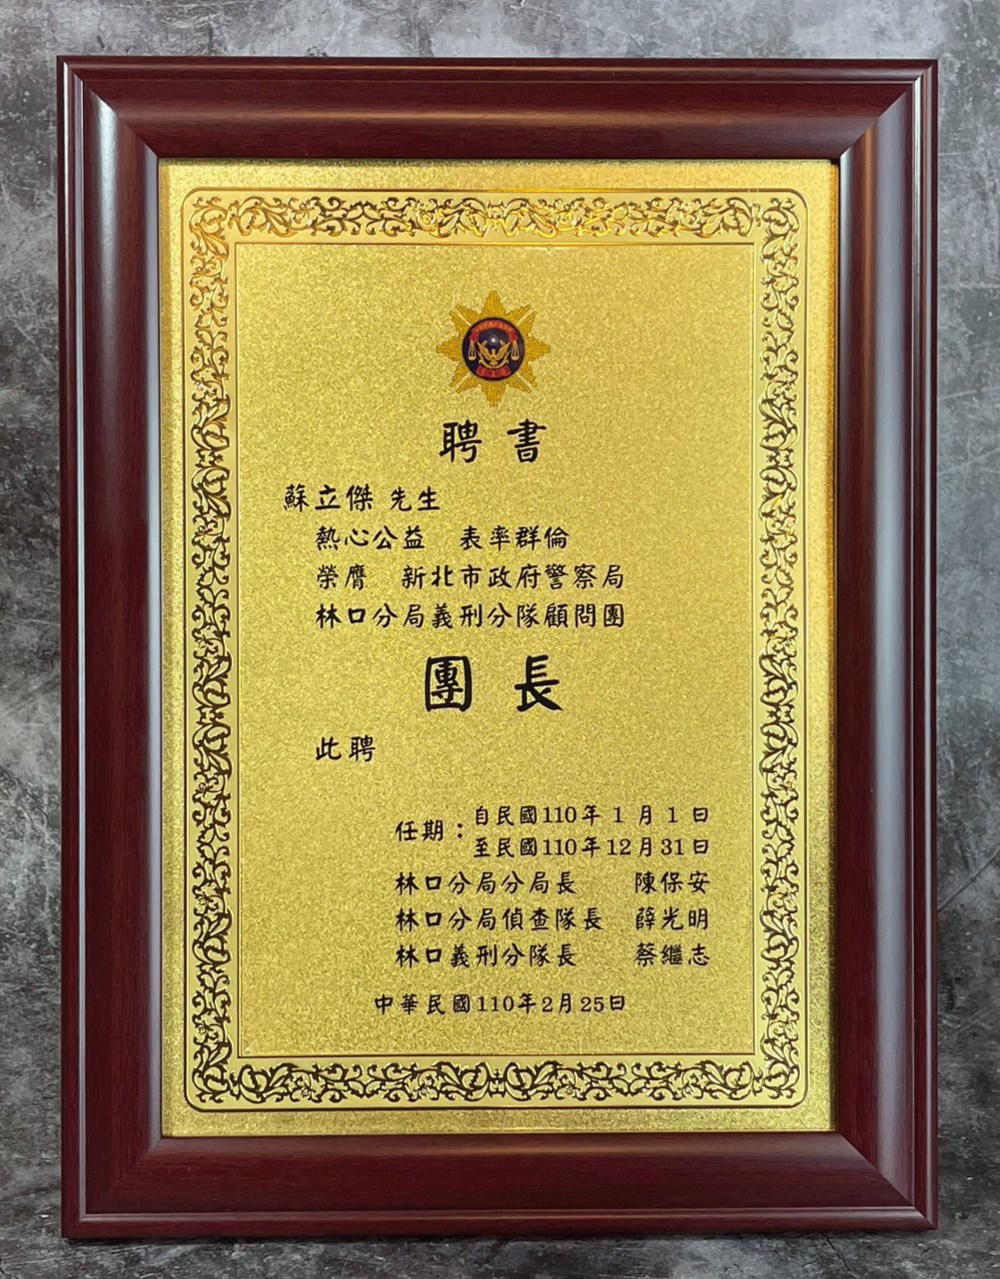 聘書
蘇立傑 先生
熱心公益 表率群倫
榮膺 新北市政府警察局
林口分局義刑分隊顧問團
團長
此聘
任期：自民國110年 1 月 1 日
至民國110年12月31日
林口分局分局長 陳保安
林口分局偵查隊長 薛光明
林口義刑分隊長 蔡繼志
中華民國110年2月25日